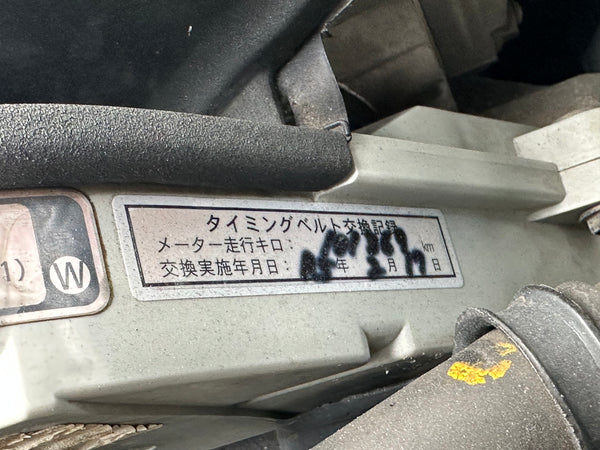 タイミングベルト交換記録
メーター走行キロ： km
交換実施年月日： 年 月 日
1)
W